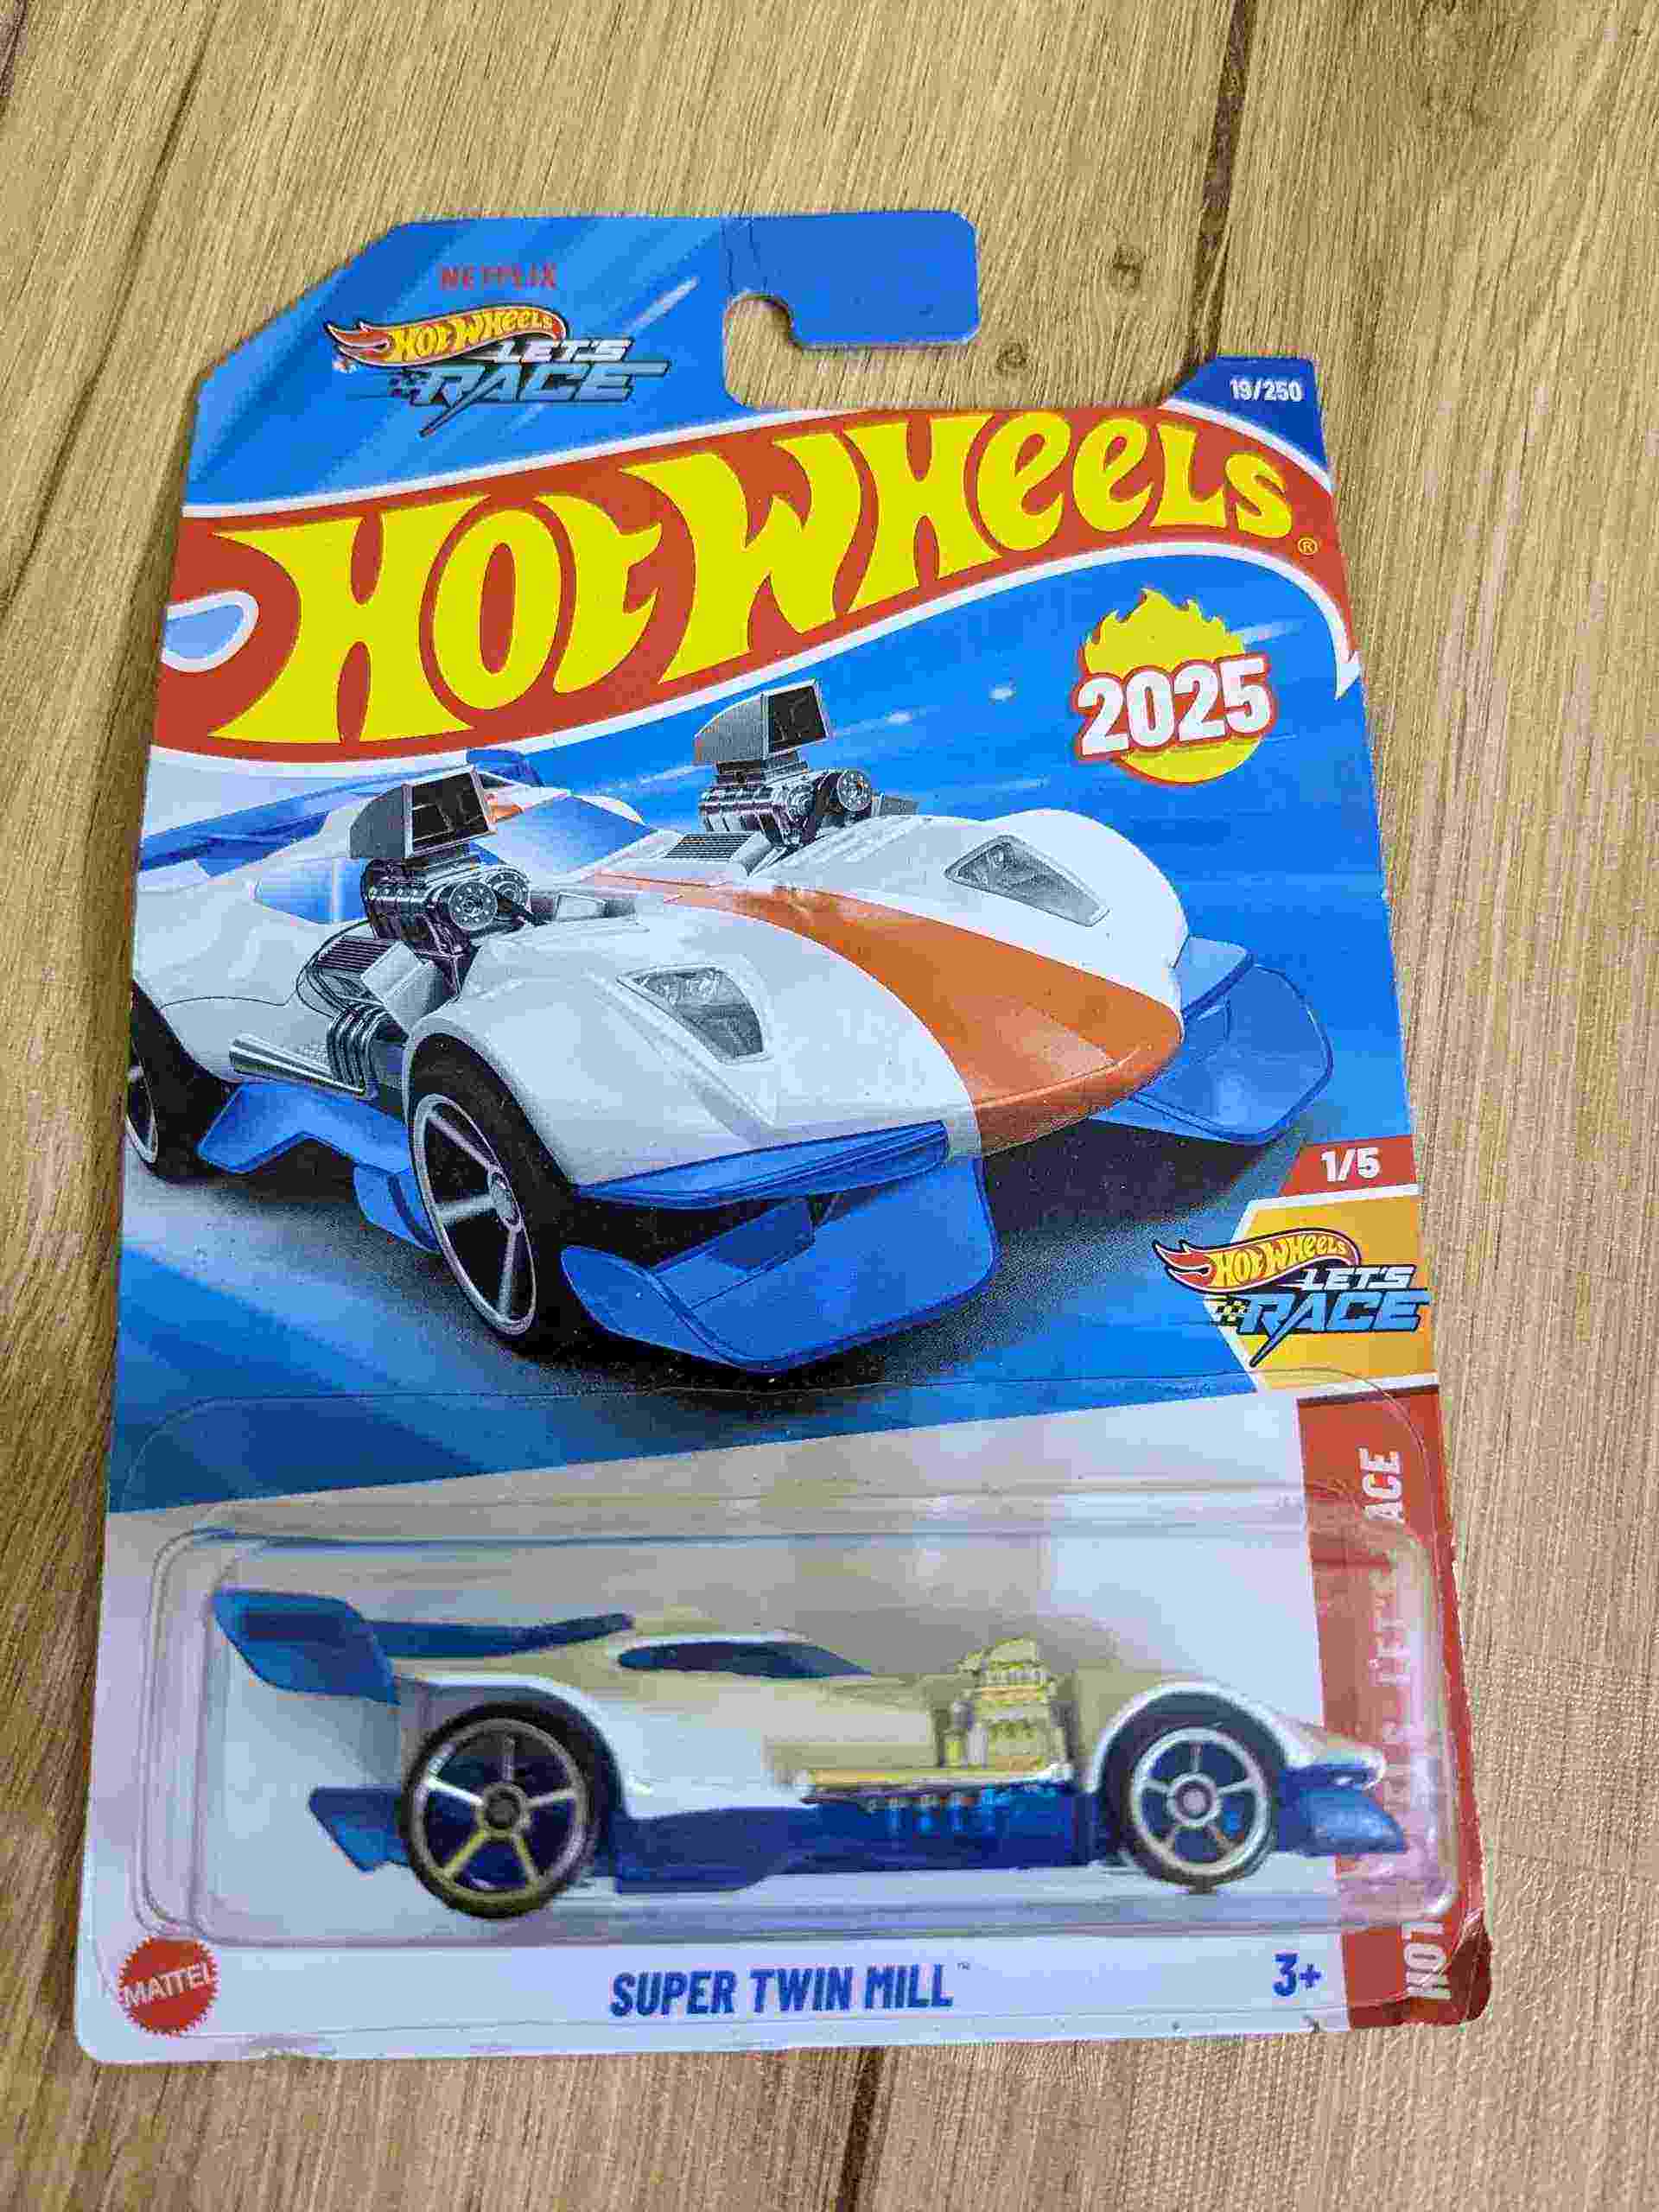 NETFLIX
HOT WHEELS
LET'S
RACE
19/250
HOT WHEELS®
2025
1/5
HOT WHEELS
LET'S
RACE
MATTEL
SUPER TWIN MILL™
3+